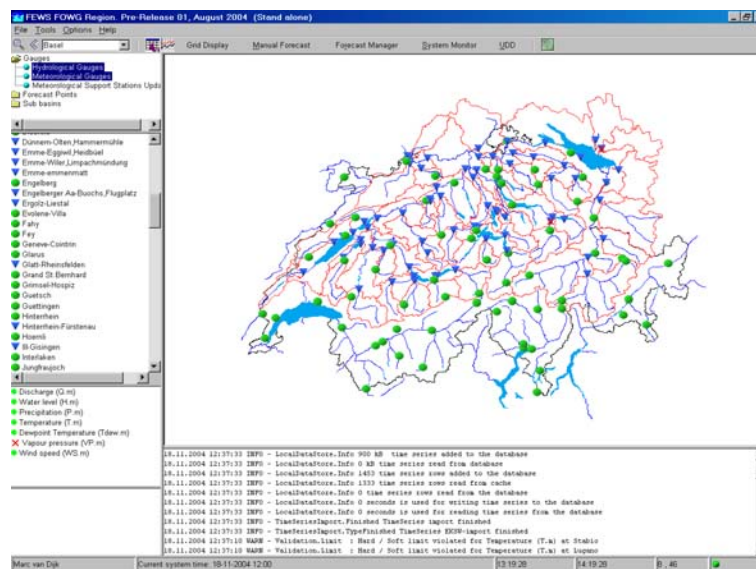 FEWS FOWG Region. Pre-Release 01, August 2004 (Stand alone)
File Tools Options Help
Basel Grid Display Manual Forecast Forecast Manager System Monitor UDD
Gauges
Hydrological Gauges
Meteorological Gauges
Meteorological Support Stations Upda
Forecast Points
Sub basins
Dünnern-Olten,Hammermühle
Emme-Eggiwil,Heidbüel
Emme-Wiler,Limpachmündung
Emme-emmenmatt
Engelberg
Engelberger Aa-Buochs,Flugplatz
Ergolz-Liestal
Evolene-Villa
Fahy
Fey
Geneve-Cointrin
Glarus
Glatt-Rheinsfelden
Grand St.Bernhard
Grimsel-Hospiz
Guetsch
Guettingen
Hinterrhein
Hinterrhein-Fürstenau
Hoernli
Ill-Gisingen
Interlaken
Jungfraujoch
Discharge (Q.m)
Water level (H.m)
Precipitation (P.m)
Temperature (T.m)
Dewpoint Temperature (Tdew.m)
Vapour pressure (VP.m)
Wind speed (WS.m)
18.11.2004 12:37:33 INFO - LocalDataStore.Info 900 kB time series added to the database
18.11.2004 12:37:33 INFO - LocalDataStore.Info 0 kB time series read from database
18.11.2004 12:37:33 INFO - LocalDataStore.Info 1453 time series rows added to the database
18.11.2004 12:37:33 INFO - LocalDataStore.Info 1333 time series rows read from cache
18.11.2004 12:37:33 INFO - LocalDataStore.Info 0 time series rows read from the database
18.11.2004 12:37:33 INFO - LocalDataStore.Info 0 seconds is used for writing time series to the database
18.11.2004 12:37:33 INFO - LocalDataStore.Info 0 seconds is used for reading time series from the database
18.11.2004 12:37:33 INFO - TimeSeriesImport.Finished TimeSeries import finished
18.11.2004 12:37:33 INFO - TimeSeriesImport.TypeFinished TimeSeries EKSW-import finished
18.11.2004 12:37:10 WARN - Validation.Limit : Hard / Soft limit violated for Temperature (T.m) at Stabio
18.11.2004 12:37:10 WARN - Validation.Limit : Hard / Soft limit violated for Temperature (T.m) at Lugano
Marc van Dijk Current system time: 18-11-2004 12:00 13:19:28 14:19:28 8 , 46